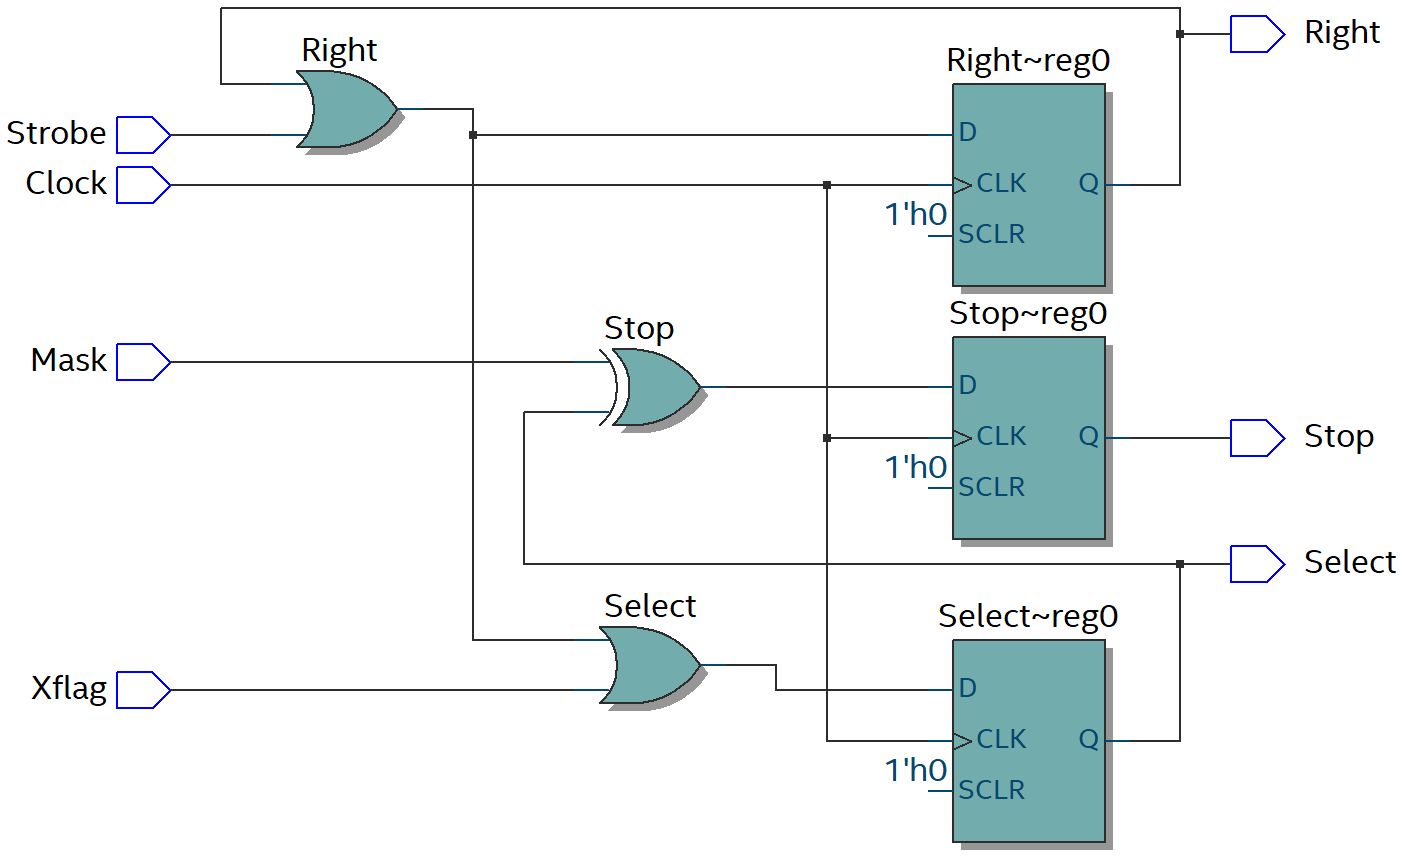 Right
Right
Right~reg0
Strobe
D
Clock
CLK
Q
1'h0
SCLR
Stop~reg0
Stop
Mask
D
CLK
Q
Stop
1'h0
SCLR
Select
Select
Select~reg0
Xflag
D
CLK
Q
1'h0
SCLR